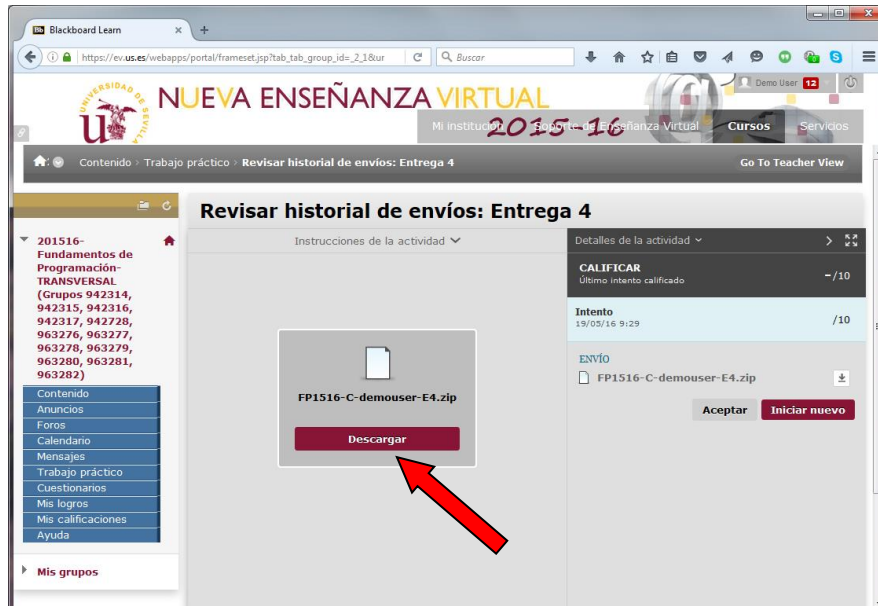 Blackboard Learn × +
https://ev.us.es/webapps/portal/frameset.jsp?tab_tab_group_id=_2_1&ur
Buscar
UNIVERSIDAD DE SEVILLA
NUEVA ENSEÑANZA VIRTUAL
2015-16
Demo User 12
Mi institución
Soporte de Enseñanza Virtual
Cursos
Servicios
Contenido > Trabajo práctico > Revisar historial de envíos: Entrega 4
Go To Teacher View
Revisar historial de envíos: Entrega 4
201516-
Fundamentos de
Programación-
TRANSVERSAL
(Grupos 942314,
942315, 942316,
942317, 942728,
963276, 963277,
963278, 963279,
963280, 963281,
963282)
Contenido
Anuncios
Foros
Calendario
Mensajes
Trabajo práctico
Cuestionarios
Mis logros
Mis calificaciones
Ayuda
Mis grupos
Instrucciones de la actividad
FP1516-C-demouser-E4.zip
Descargar
Detalles de la actividad
CALIFICAR
Último intento calificado
-/10
Intento
19/05/16 9:29
/10
ENVÍO
FP1516-C-demouser-E4.zip
Aceptar
Iniciar nuevo